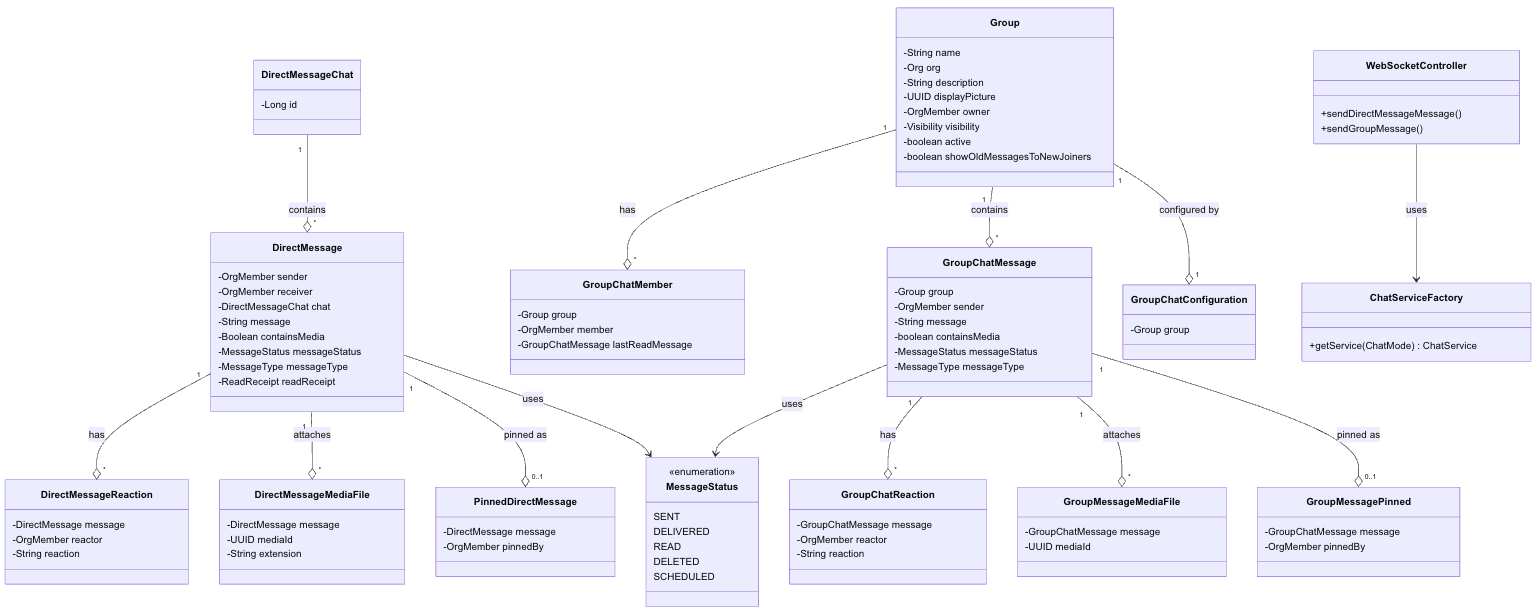 Group
-String name
-Org org
-String description
-UUID displayPicture
-OrgMember owner
-Visibility visibility
-boolean active
-boolean showOldMessagesToNewJoiners
WebSocketController
+sendDirectMessageMessage()
+sendGroupMessage()
DirectMessageChat
-Long id
1
1
1
1
contains
*
has
*
contains
*
configured by
1
uses
DirectMessage
-OrgMember sender
-OrgMember receiver
-DirectMessageChat chat
-String message
-Boolean containsMedia
-MessageStatus messageStatus
-MessageType messageType
-ReadReceipt readReceipt
GroupChatMember
-Group group
-OrgMember member
-GroupChatMessage lastReadMessage
GroupChatMessage
-Group group
-OrgMember sender
-String message
-boolean containsMedia
-MessageStatus messageStatus
-MessageType messageType
GroupChatConfiguration
-Group group
ChatServiceFactory
+getService(ChatMode) : ChatService
1
1
1
1
1
1
has
*
attaches
*
pinned as
0..1
uses
uses
has
*
attaches
*
pinned as
0..1
DirectMessageReaction
-DirectMessage message
-OrgMember reactor
-String reaction
DirectMessageMediaFile
-DirectMessage message
-UUID mediaId
-String extension
PinnedDirectMessage
-DirectMessage message
-OrgMember pinnedBy
«enumeration»
MessageStatus
SENT
DELIVERED
READ
DELETED
SCHEDULED
GroupChatReaction
-GroupChatMessage message
-OrgMember reactor
-String reaction
GroupMessageMediaFile
-GroupChatMessage message
-UUID mediaId
GroupMessagePinned
-GroupChatMessage message
-OrgMember pinnedBy